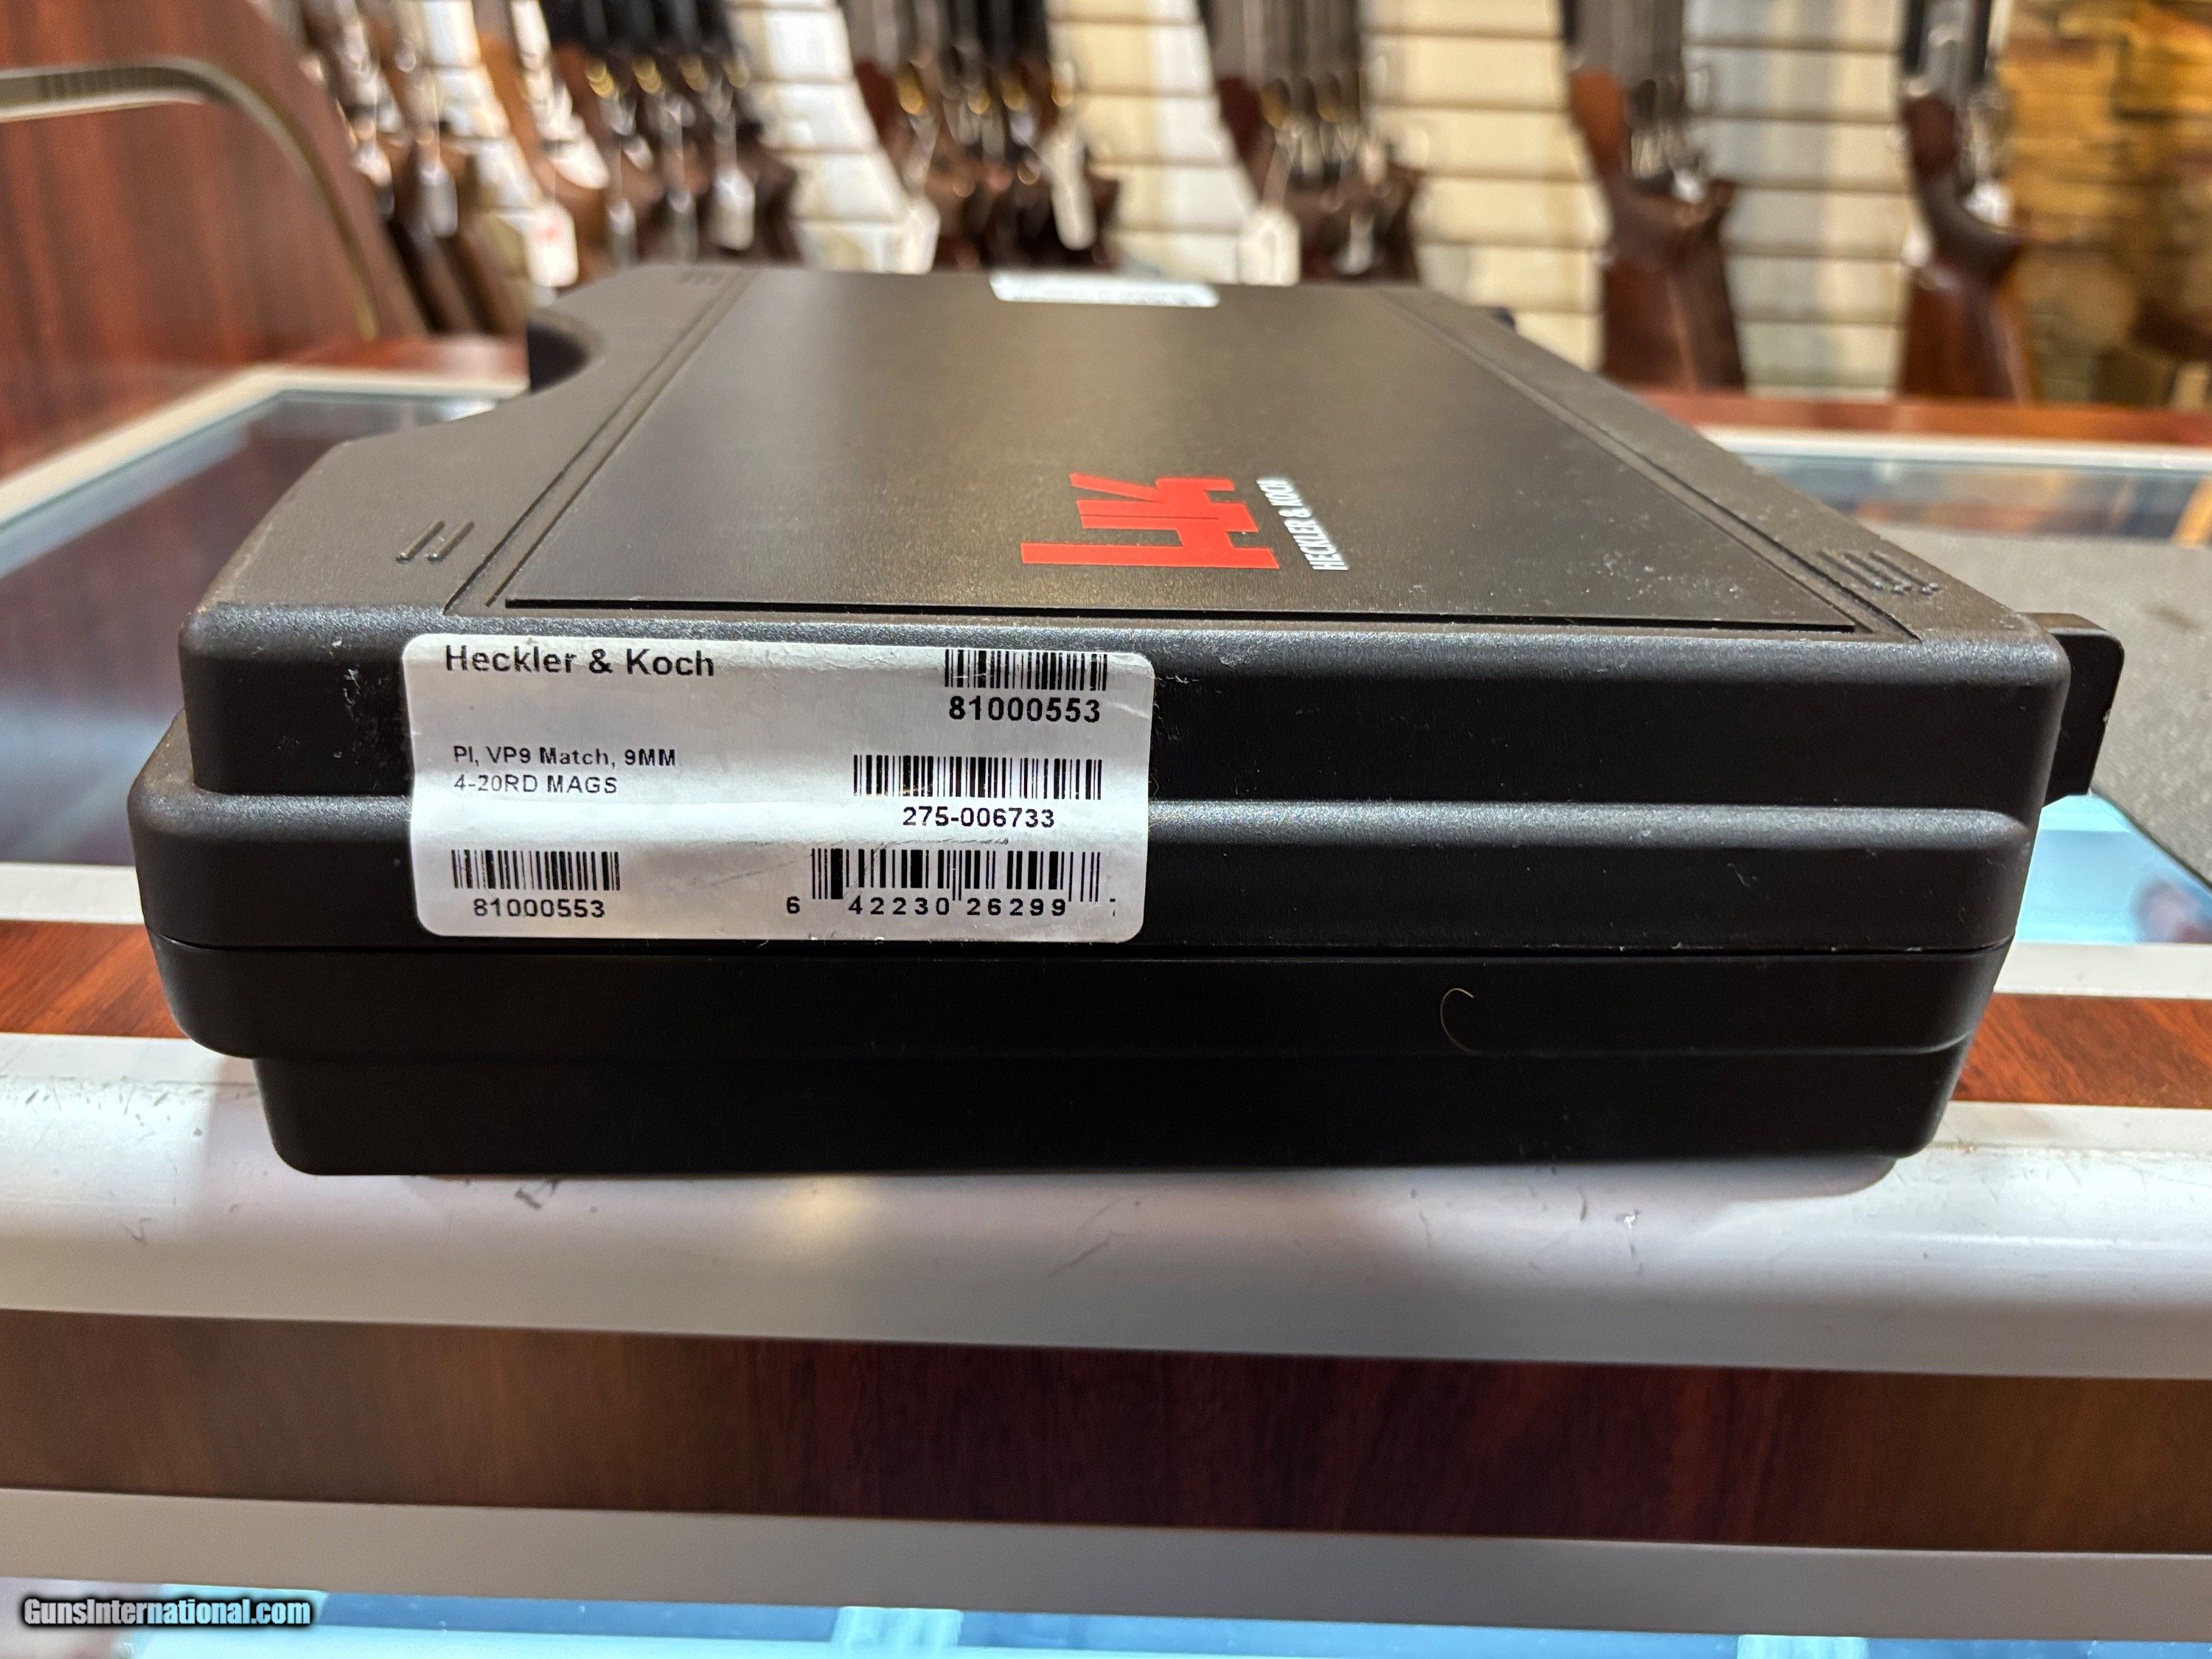 HK
HECKLER & KOCH
Heckler & Koch
81000553
PI, VP9 Match, 9MM
4-20RD MAGS
275-006733
81000553
6 42230 26299 7
GunsInternational.com